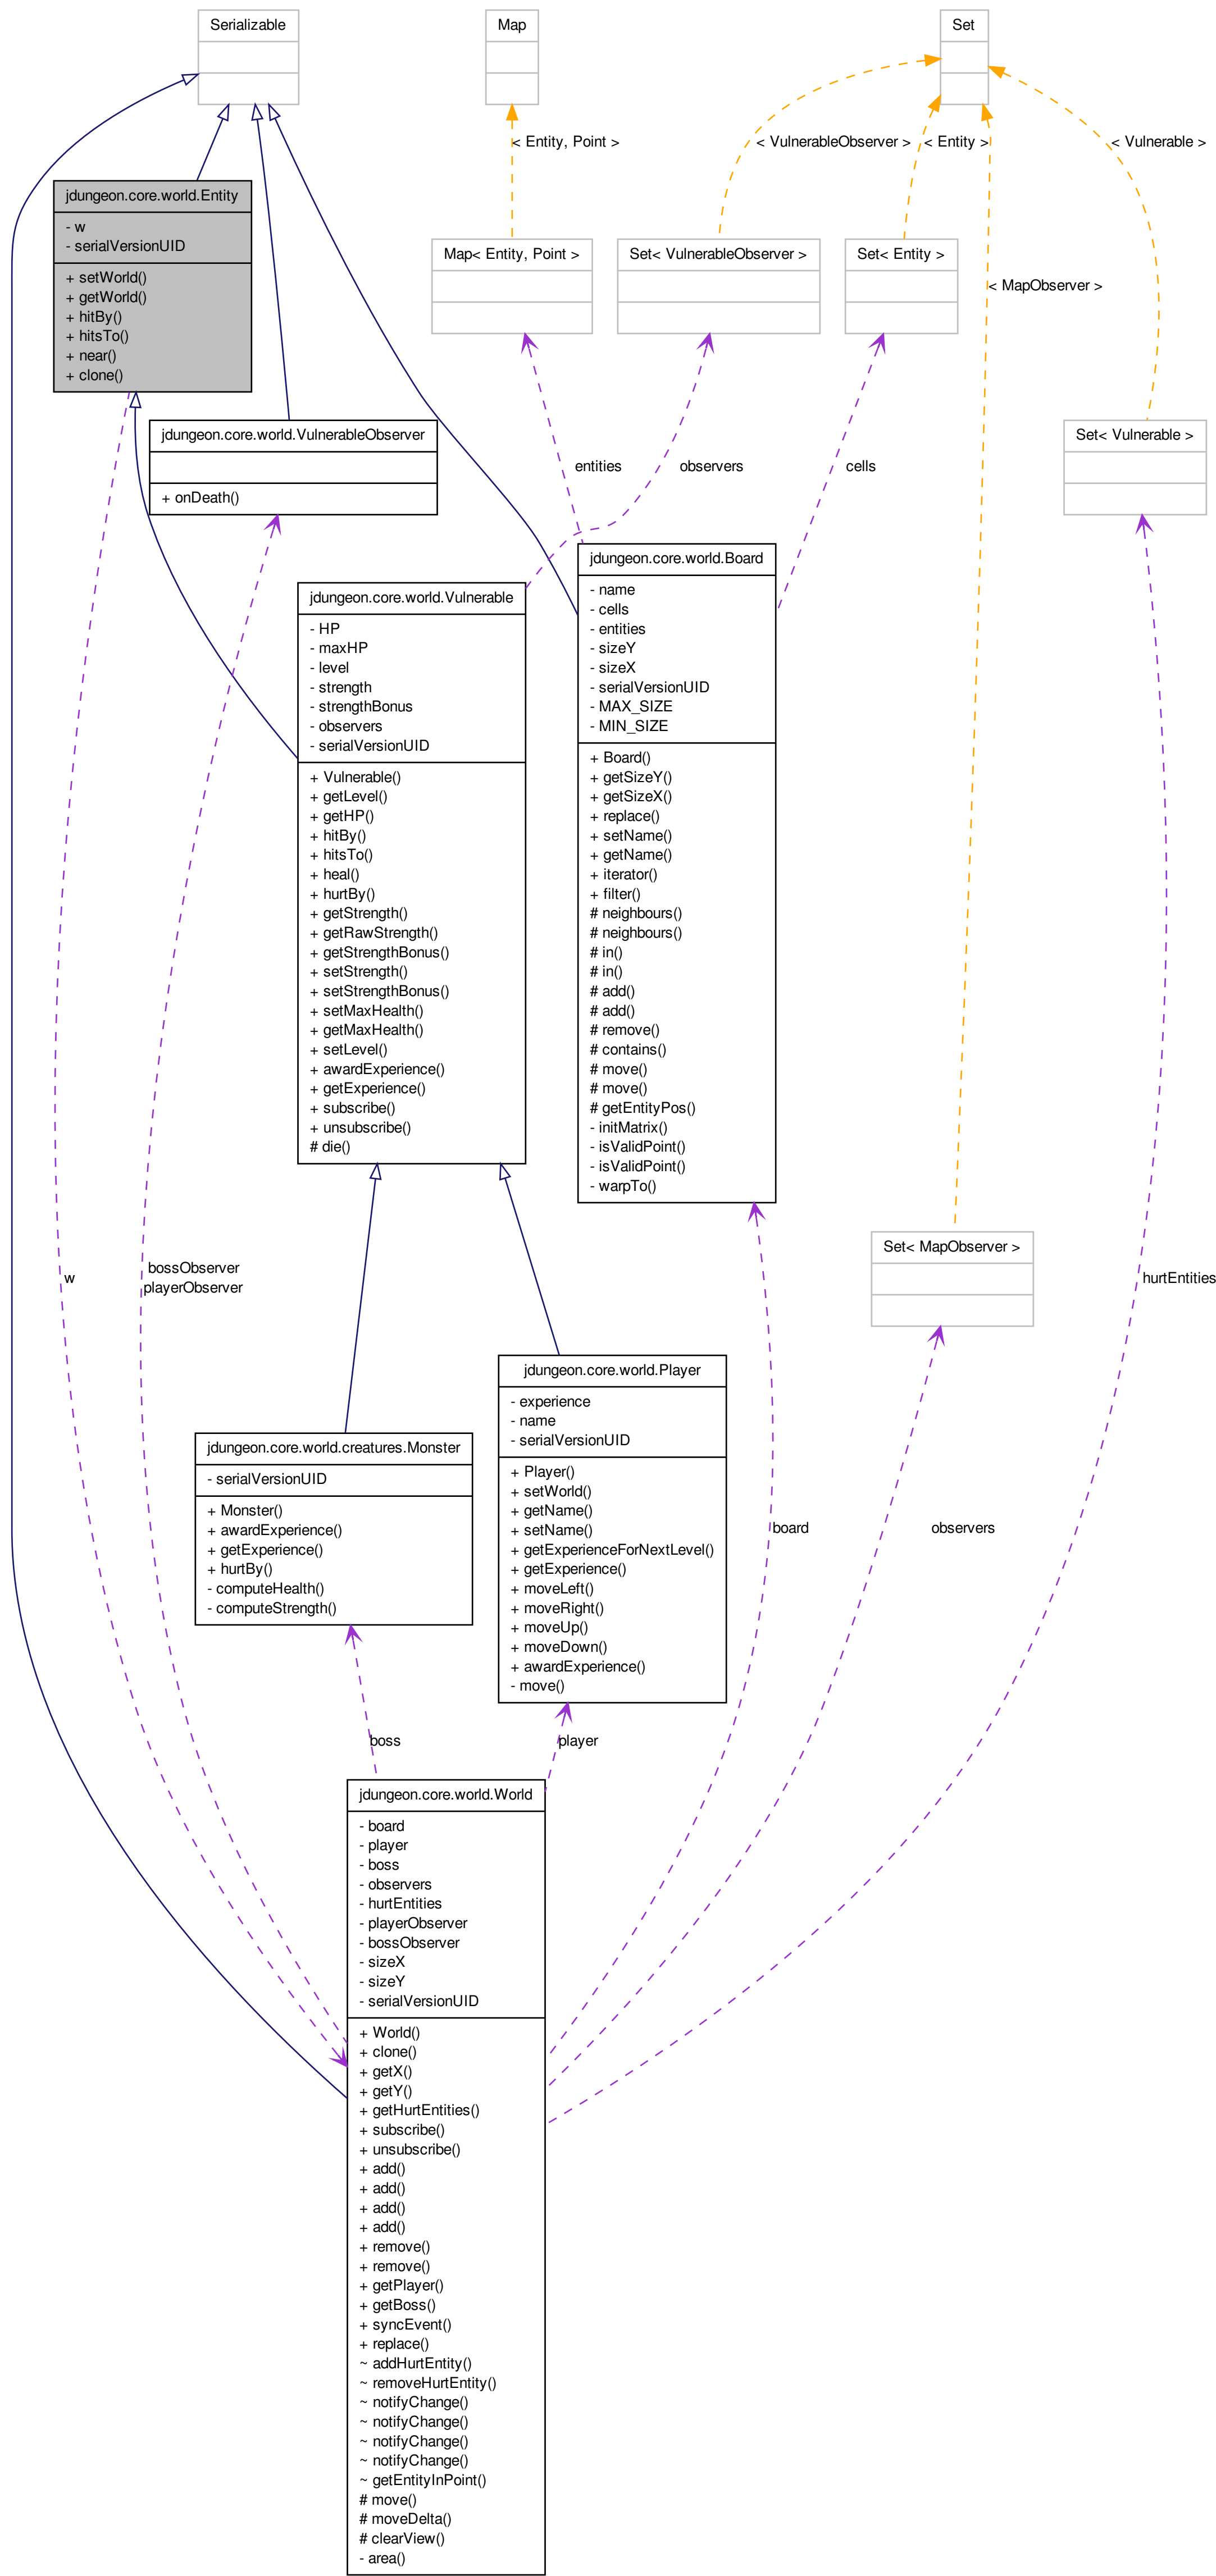 Serializable
Map
Set
< Entity, Point >
< VulnerableObserver >
< Entity >
< Vulnerable >
jdungeon.core.world.Entity
- w
- serialVersionUID
+ setWorld()
+ getWorld()
+ hitBy()
+ hitsTo()
+ near()
+ clone()
Map< Entity, Point >
Set< VulnerableObserver >
Set< Entity >
< MapObserver >
jdungeon.core.world.VulnerableObserver
+ onDeath()
Set< Vulnerable >
entities
observers
cells
jdungeon.core.world.Vulnerable
- HP
- maxHP
- level
- strength
- strengthBonus
- observers
- serialVersionUID
+ Vulnerable()
+ getLevel()
+ getHP()
+ hitBy()
+ hitsTo()
+ heal()
+ hurtBy()
+ getStrength()
+ getRawStrength()
+ getStrengthBonus()
+ setStrength()
+ setStrengthBonus()
+ setMaxHealth()
+ getMaxHealth()
+ setLevel()
+ awardExperience()
+ getExperience()
+ subscribe()
+ unsubscribe()
# die()
jdungeon.core.world.Board
- name
- cells
- entities
- sizeY
- sizeX
- serialVersionUID
- MAX_SIZE
- MIN_SIZE
+ Board()
+ getSizeY()
+ getSizeX()
+ replace()
+ setName()
+ getName()
+ iterator()
+ filter()
# neighbours()
# neighbours()
# in()
# in()
# add()
# add()
# remove()
# contains()
# move()
# move()
# getEntityPos()
- initMatrix()
- isValidPoint()
- isValidPoint()
- warpTo()
Set< MapObserver >
w
bossObserver
playerObserver
hurtEntities
jdungeon.core.world.creatures.Monster
- serialVersionUID
+ Monster()
+ awardExperience()
+ getExperience()
+ hurtBy()
- computeHealth()
- computeStrength()
jdungeon.core.world.Player
- experience
- name
- serialVersionUID
+ Player()
+ setWorld()
+ getName()
+ setName()
+ getExperienceForNextLevel()
+ getExperience()
+ moveLeft()
+ moveRight()
+ moveUp()
+ moveDown()
+ awardExperience()
- move()
board
observers
boss
player
jdungeon.core.world.World
- board
- player
- boss
- observers
- hurtEntities
- playerObserver
- bossObserver
- sizeX
- sizeY
- serialVersionUID
+ World()
+ clone()
+ getX()
+ getY()
+ getHurtEntities()
+ subscribe()
+ unsubscribe()
+ add()
+ add()
+ add()
+ add()
+ remove()
+ remove()
+ getPlayer()
+ getBoss()
+ syncEvent()
+ replace()
~ addHurtEntity()
~ removeHurtEntity()
~ notifyChange()
~ notifyChange()
~ notifyChange()
~ notifyChange()
~ getEntityInPoint()
# move()
# moveDelta()
# clearView()
- area()